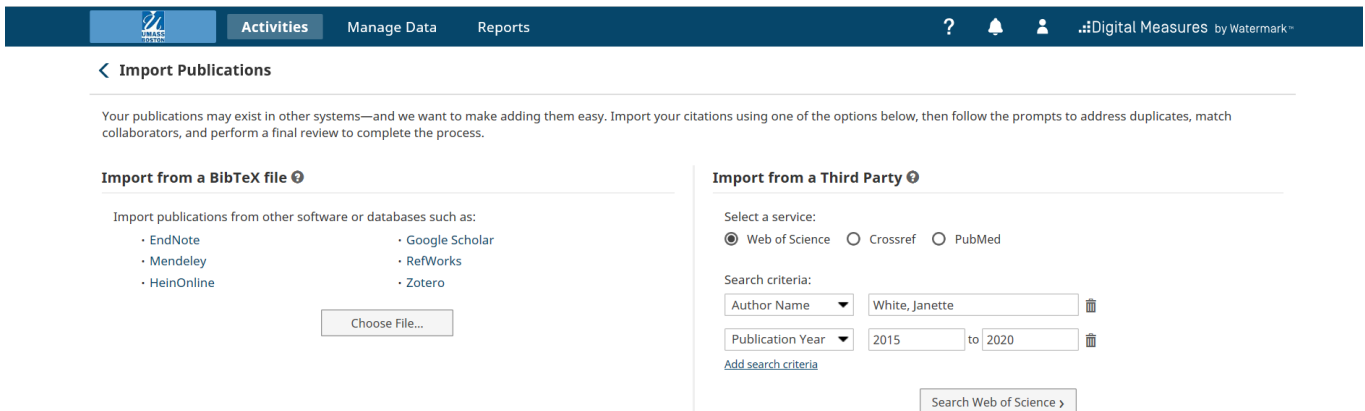 UMASS
BOSTON
Activities
Manage Data
Reports
?
Digital Measures by Watermark™
Import Publications
Your publications may exist in other systems—and we want to make adding them easy. Import your citations using one of the options below, then follow the prompts to address duplicates, match
collaborators, and perform a final review to complete the process.
Import from a BibTeX file ?
Import publications from other software or databases such as:
· EndNote
· Google Scholar
· Mendeley
· RefWorks
· HeinOnline
· Zotero
Choose File...
Import from a Third Party ?
Select a service:
Web of Science
Crossref
PubMed
Search criteria:
Author Name
White, Janette
Publication Year
2015 to 2020
Add search criteria
Search Web of Science ›